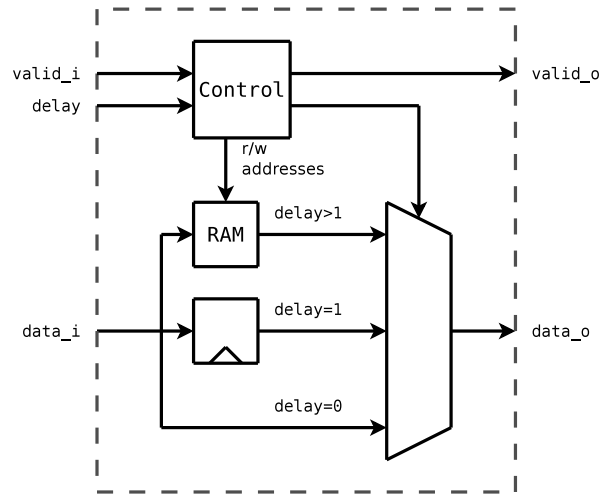 valid_i
delay
Control
valid_o
r/w
addresses
RAM
delay>1
data_i
delay=1
data_o
delay=0